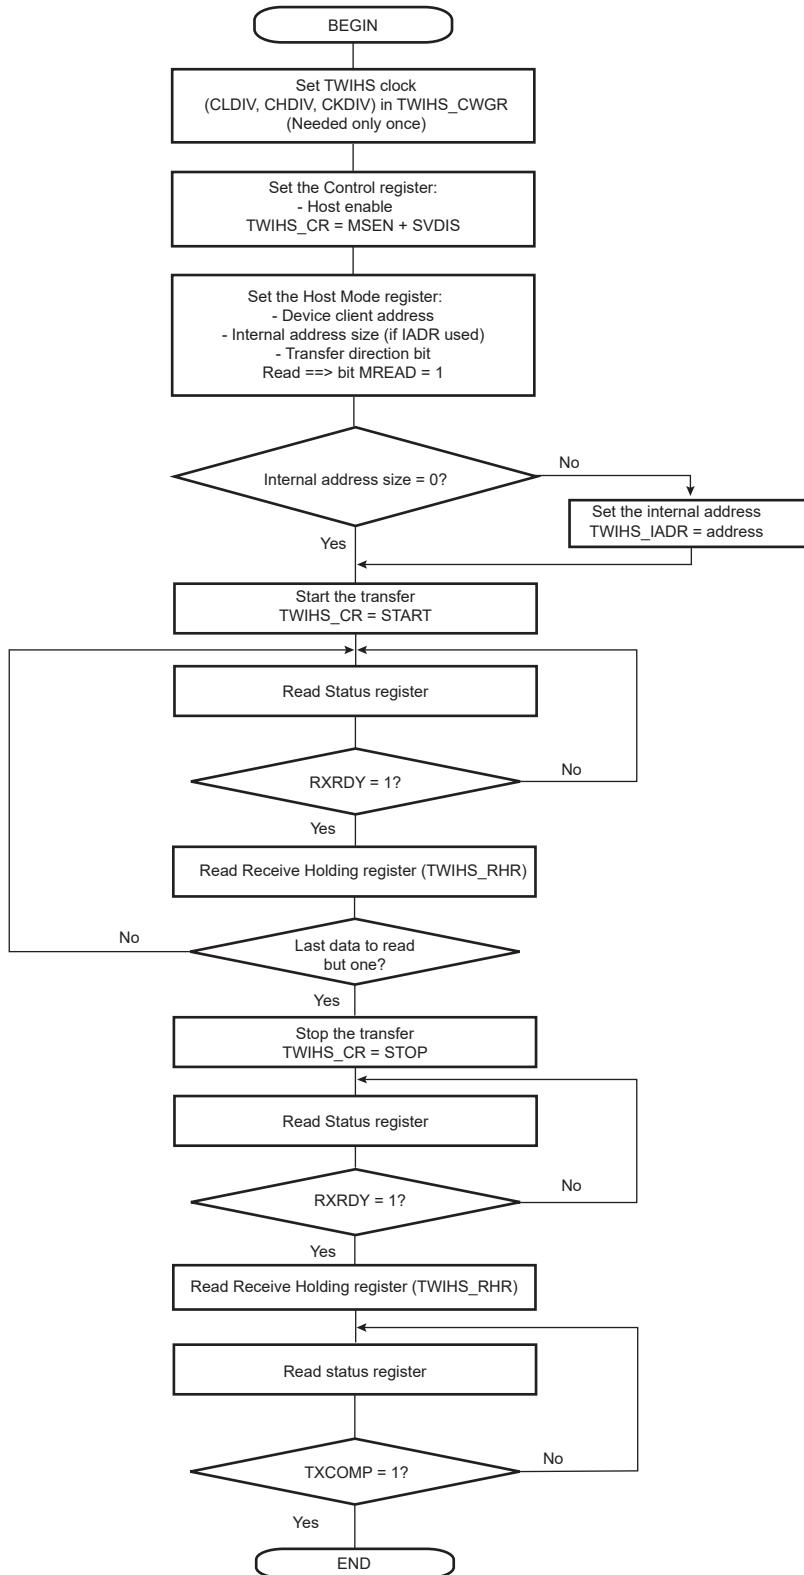 BEGIN
Set TWIHS clock
(CLDIV, CHDIV, CKDIV) in TWIHS_CWGR
(Needed only once)
Set the Control register:
- Host enable
TWIHS_CR = MSEN + SVDIS
Set the Host Mode register:
- Device client address
- Internal address size (if IADR used)
- Transfer direction bit
Read ==> bit MREAD = 1
Internal address size = 0?
No
Set the internal address
TWIHS_IADR = address
Yes
Start the transfer
TWIHS_CR = START
Read Status register
RXRDY = 1?
No
Yes
Read Receive Holding register (TWIHS_RHR)
Last data to read
but one?
No
Yes
Stop the transfer
TWIHS_CR = STOP
Read Status register
RXRDY = 1?
No
Yes
Read Receive Holding register (TWIHS_RHR)
Read status register
TXCOMP = 1?
No
Yes
END